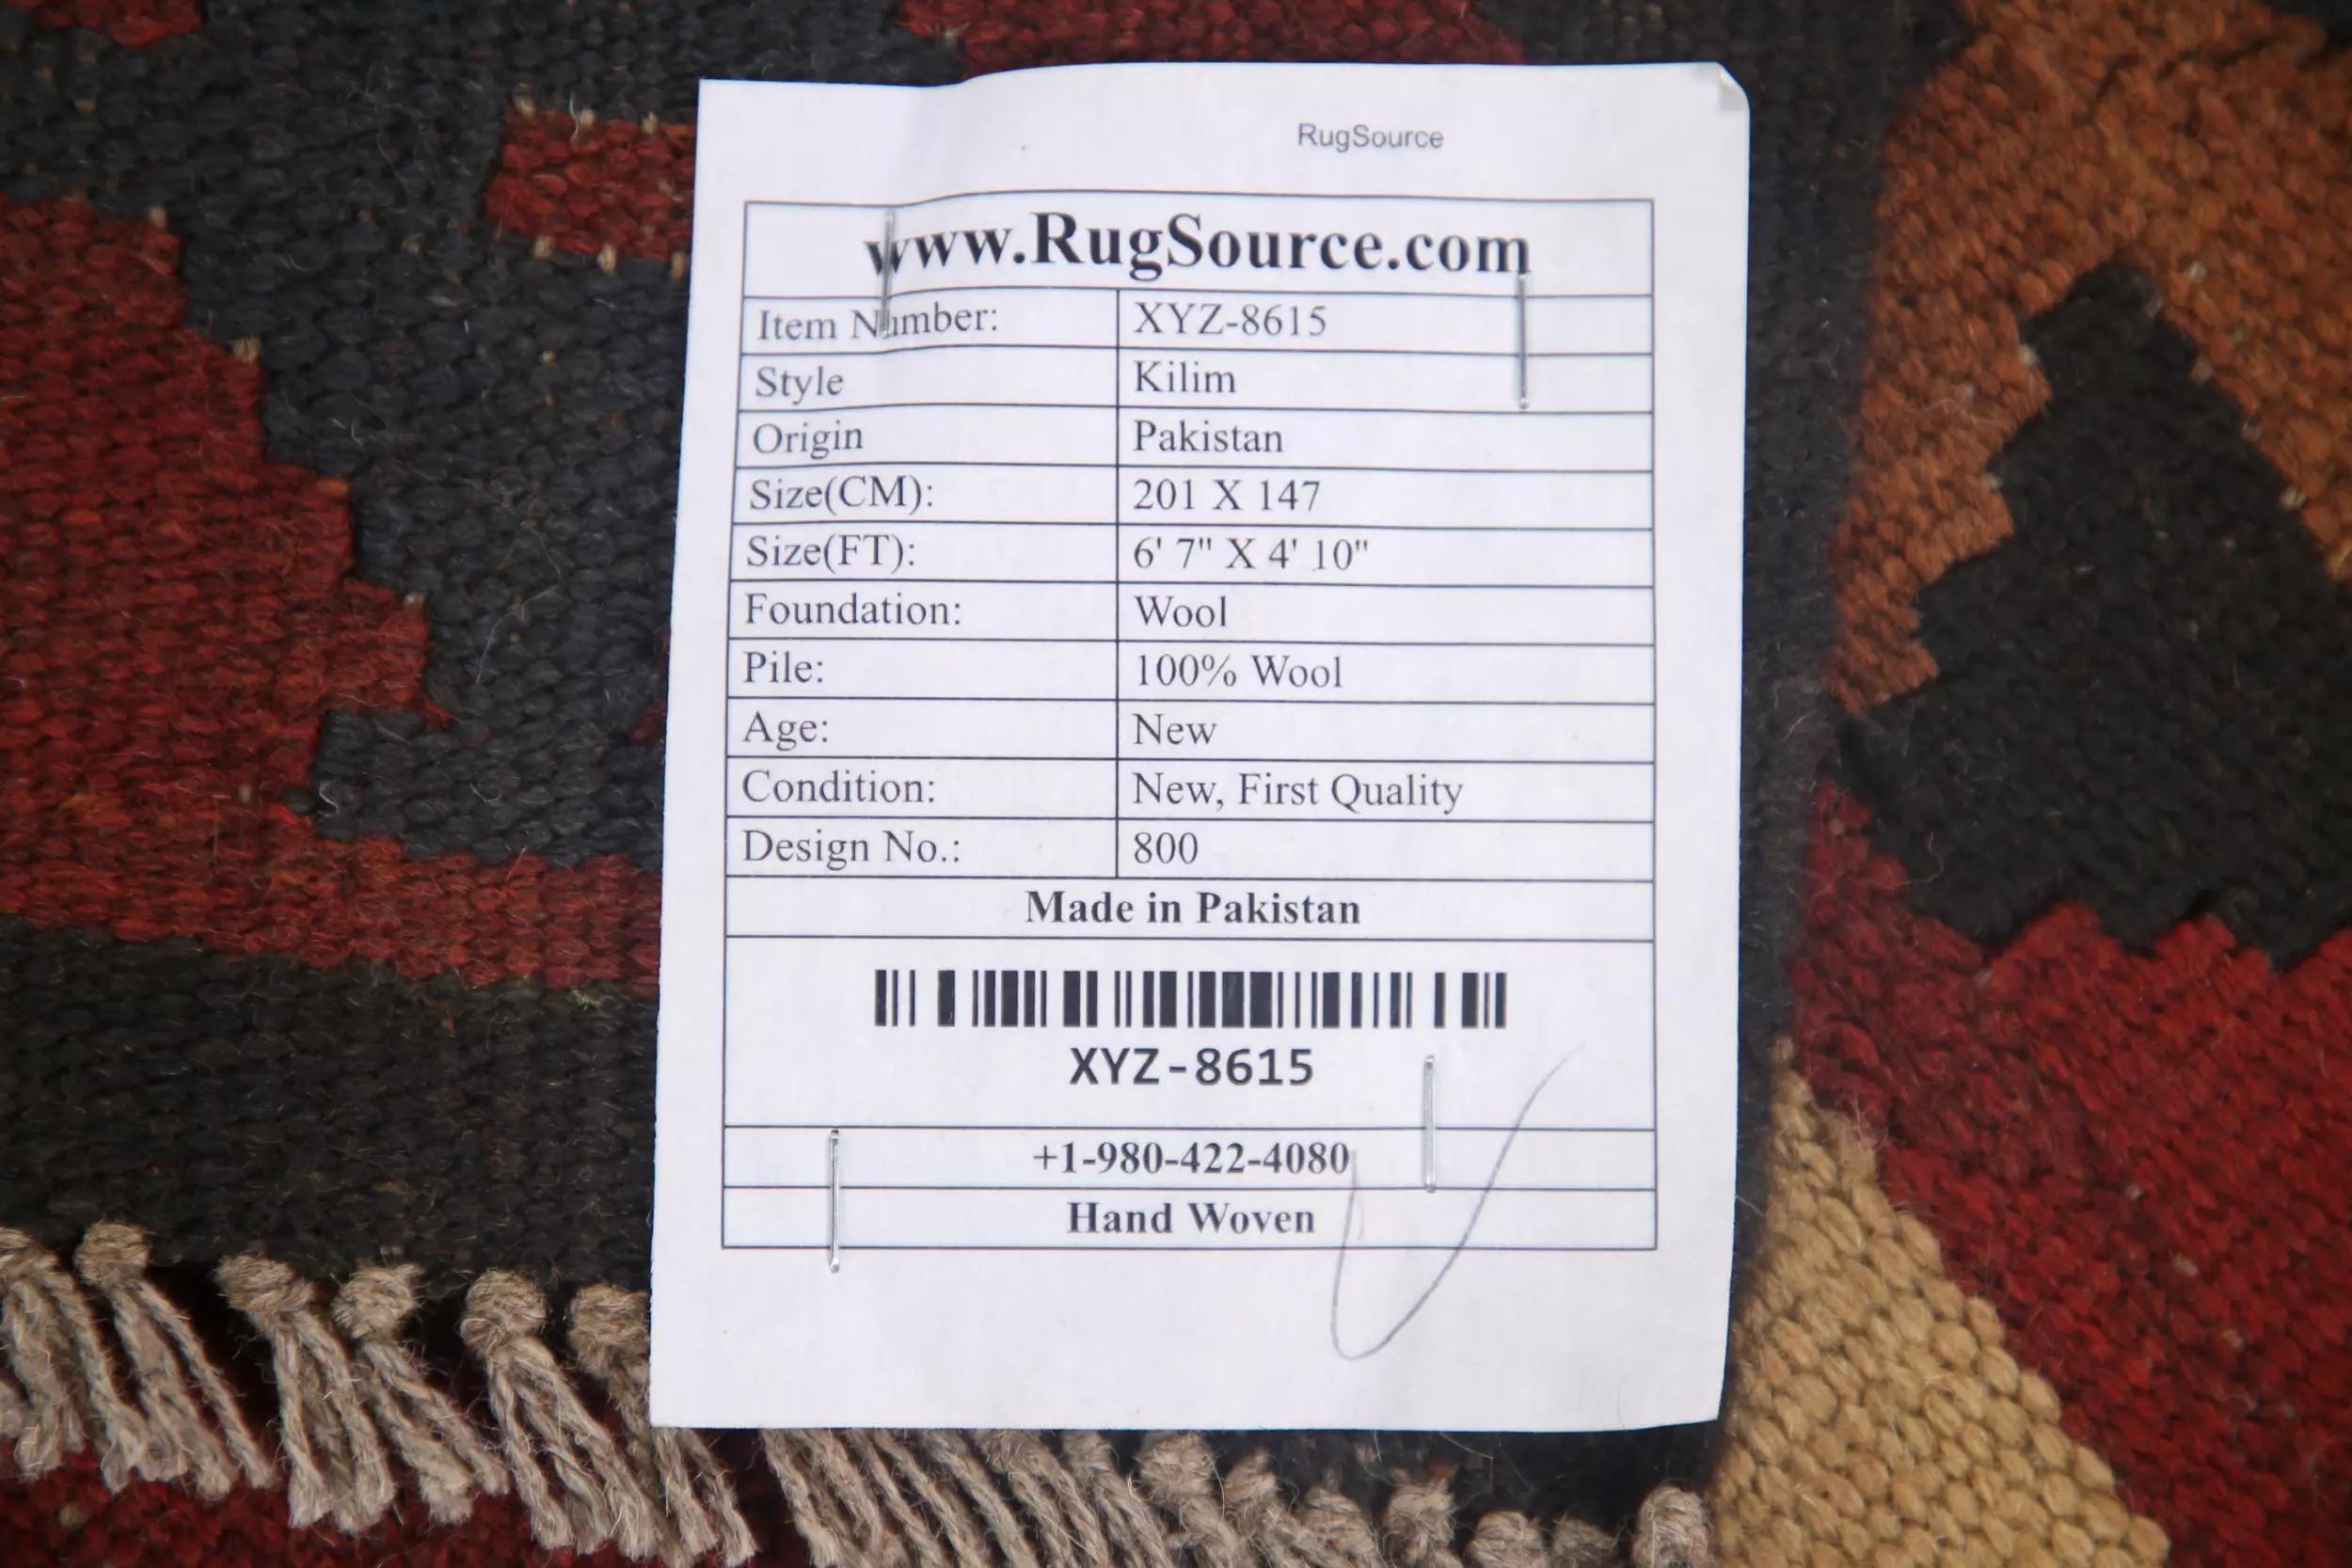 RugSource
www.RugSource.com
Item Number: XYZ-8615
Style Kilim
Origin Pakistan
Size(CM): 201 X 147
Size(FT): 6' 7" X 4' 10"
Foundation: Wool
Pile: 100% Wool
Age: New
Condition: New, First Quality
Design No.: 800
Made in Pakistan
XYZ-8615
+1-980-422-4080
Hand Woven